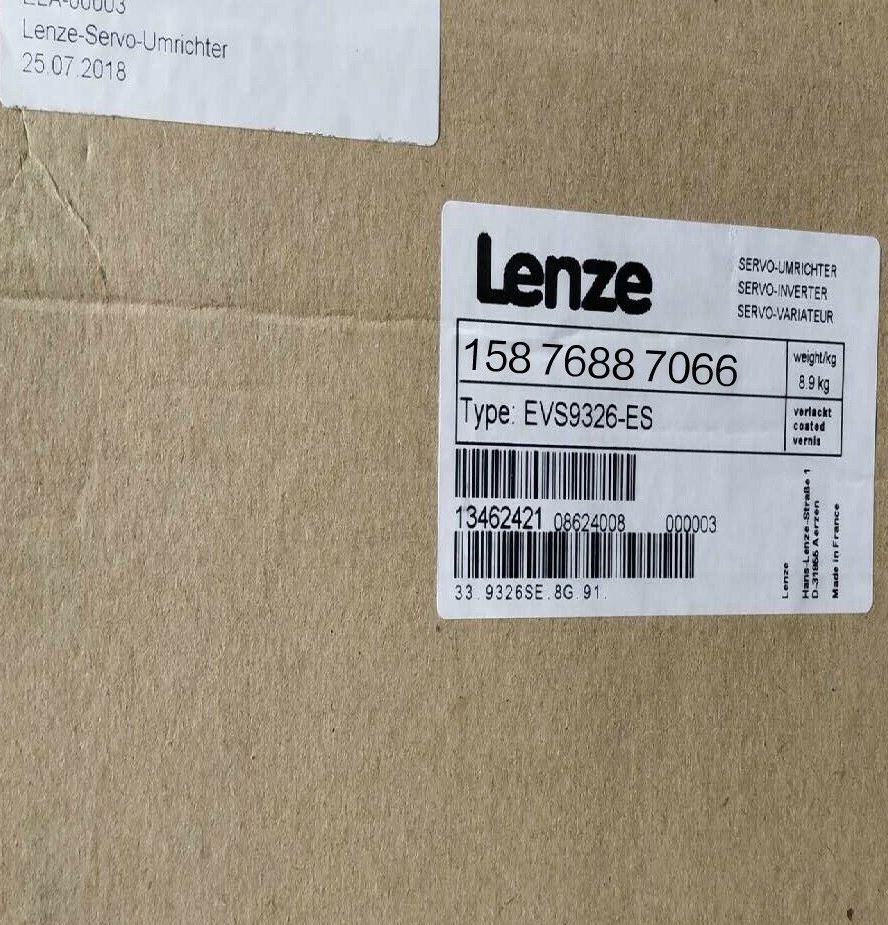 EEA-00003
Lenze-Servo-Umrichter
25.07.2018
Lenze
SERVO-UMRICHTER
SERVO-INVERTER
SERVO-VARIATEUR
158 7688 7066
weight/kg
8.9 kg
Type: EVS9326-ES
verlackt
coated
vernis
13462421 08624008 000003
33.9326SE.8G.91.
Lenze
Hans-Lenze-Straße 1
D-31855 Aerzen
Made in France